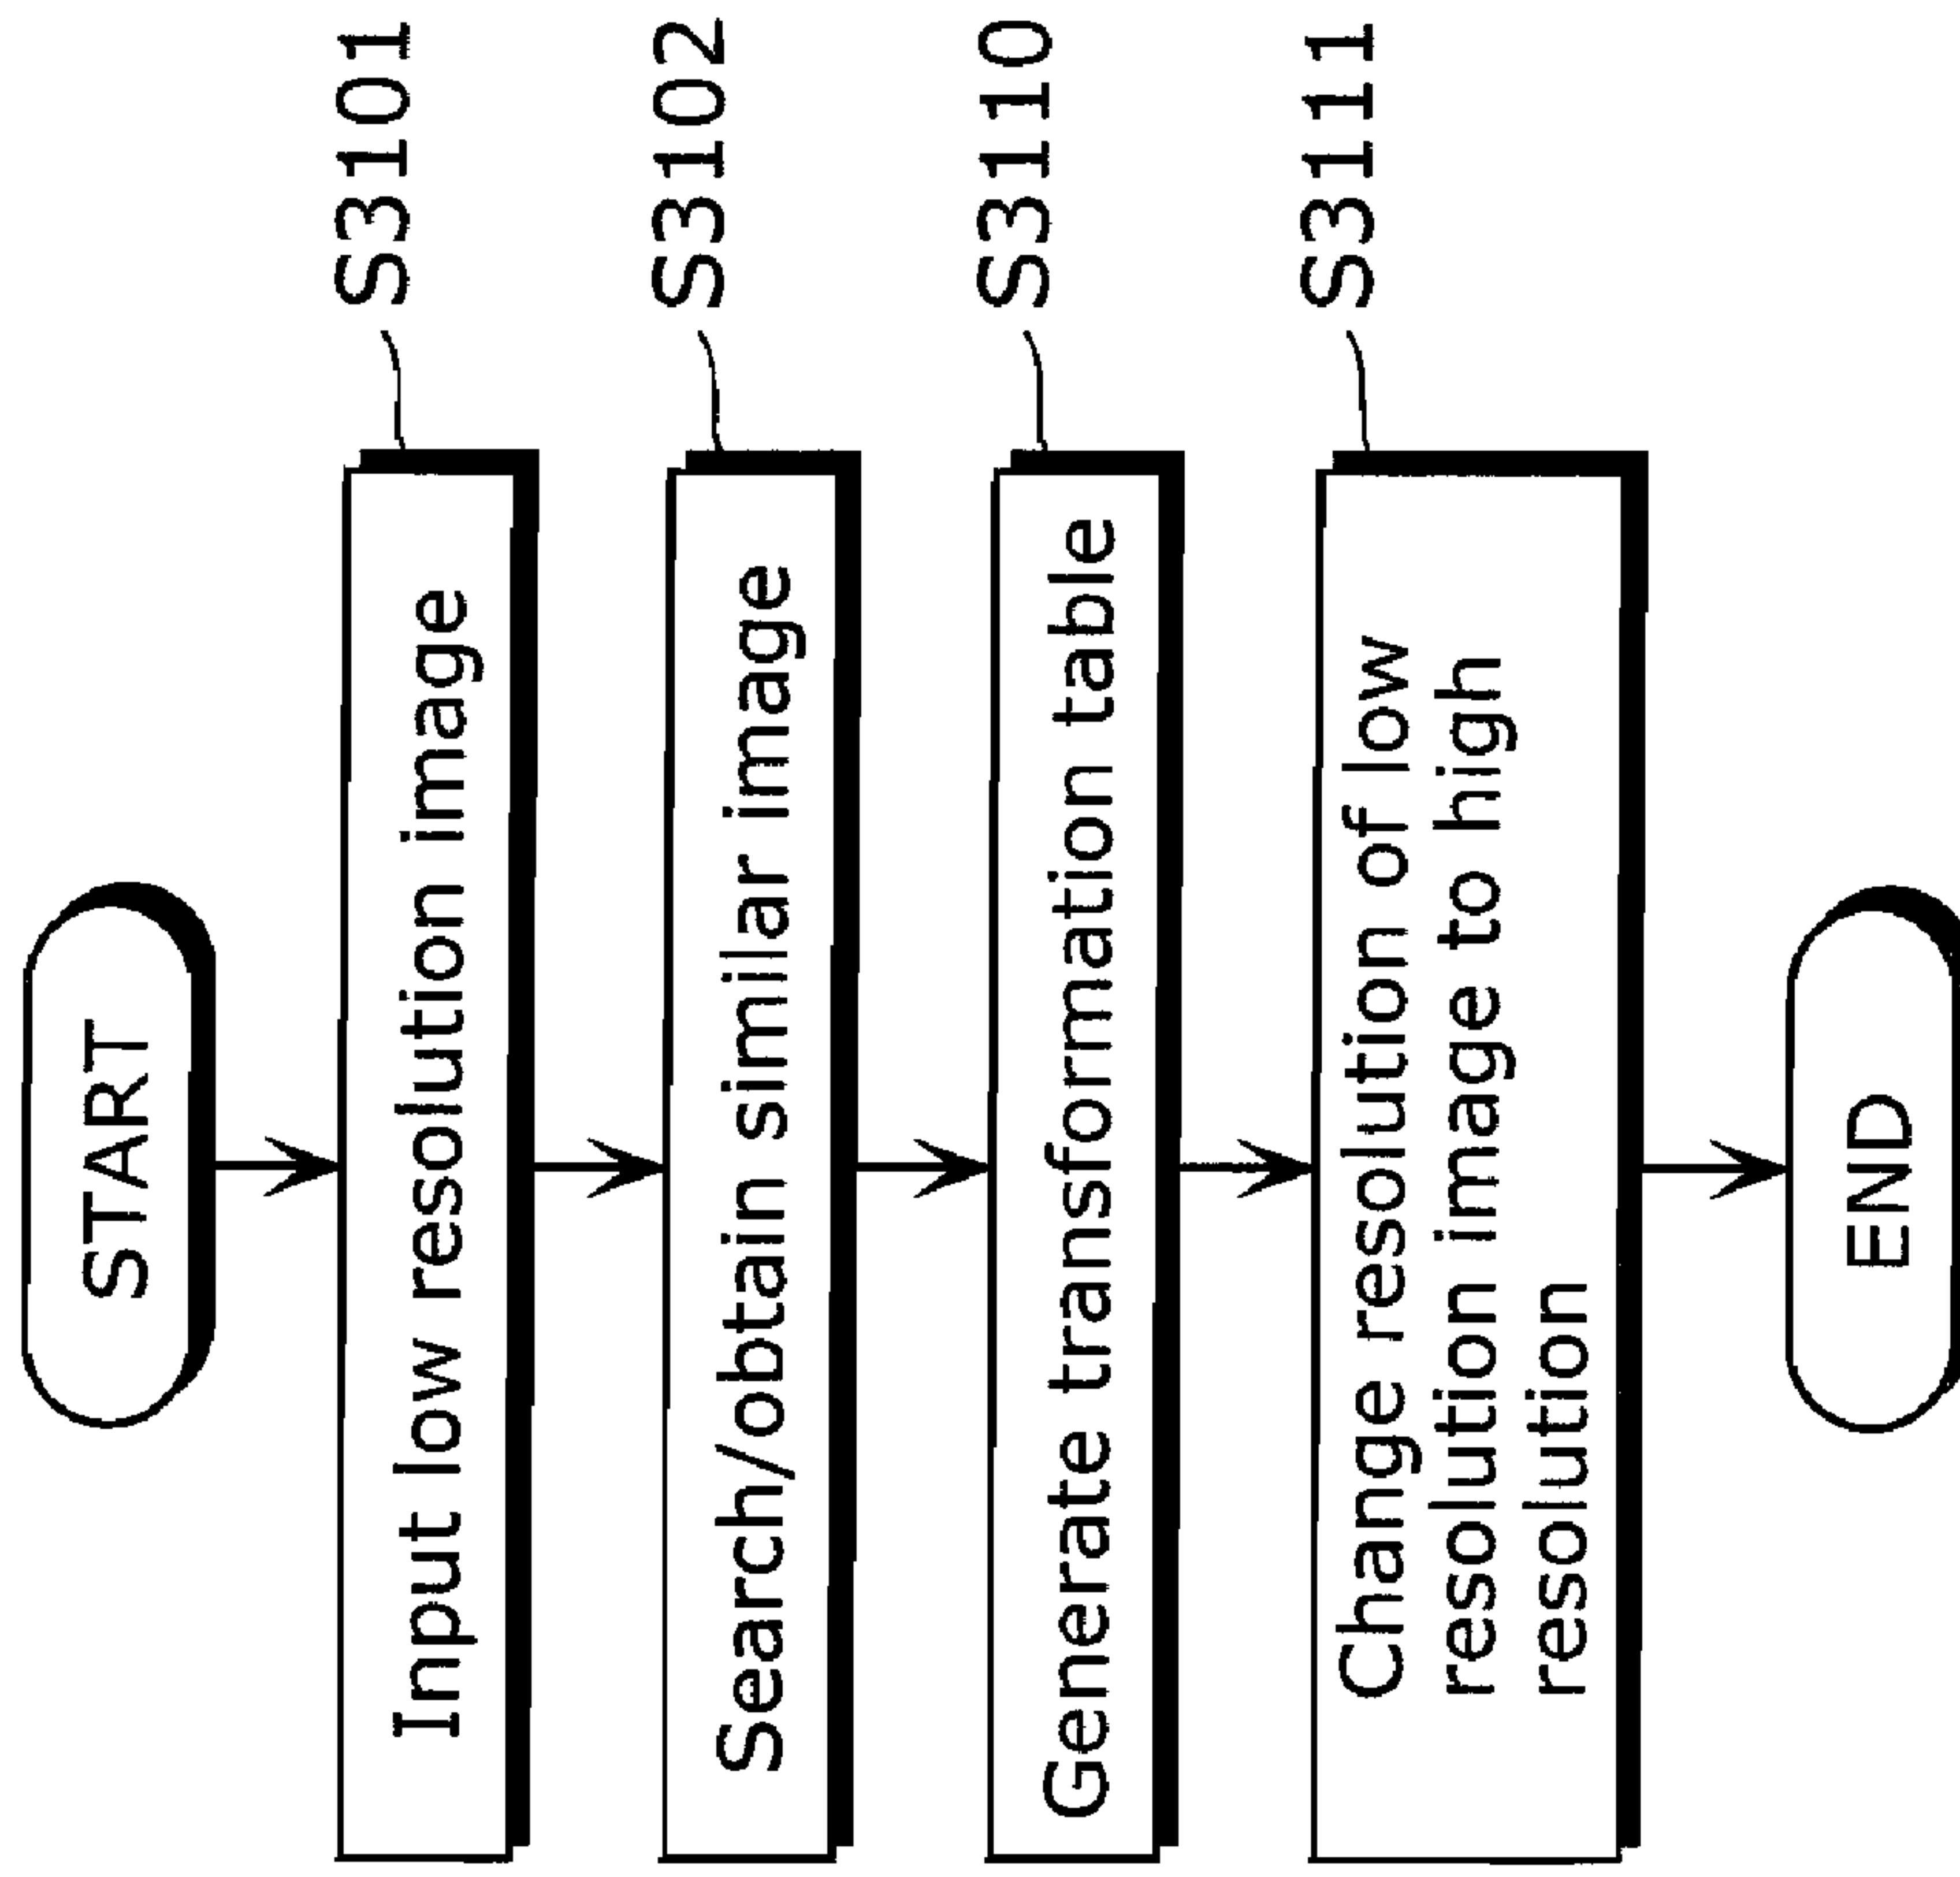 START
Input low resolution image
S3101
Search/obtain similar image
S3102
Generate transformation table
S3110
Change resolution of low
resolution image to high
resolution
S3111
END